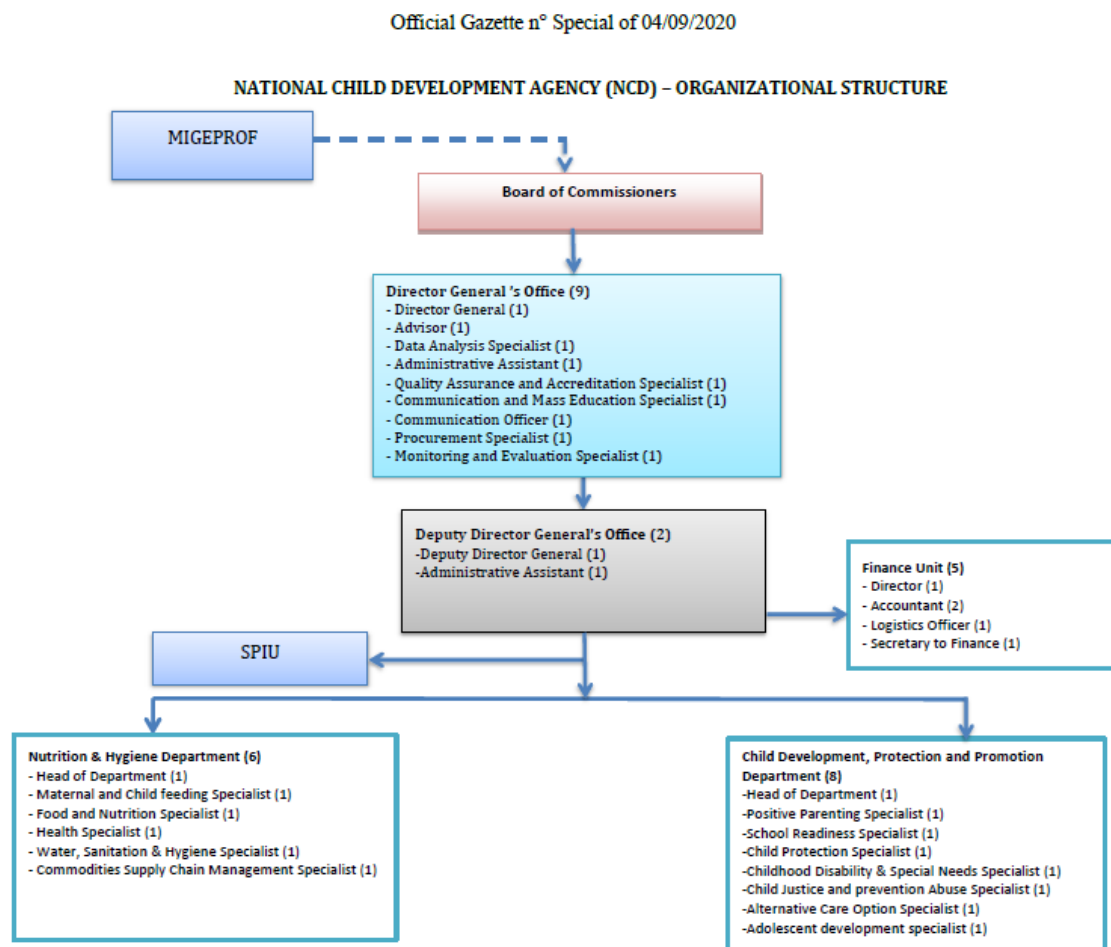 Official Gazette n° Special of 04/09/2020
NATIONAL CHILD DEVELOPMENT AGENCY (NCD) – ORGANIZATIONAL STRUCTURE
MIGEPROF
Board of Commissioners
Director General 's Office (9)
- Director General (1)
- Advisor (1)
- Data Analysis Specialist (1)
- Administrative Assistant (1)
- Quality Assurance and Accreditation Specialist (1)
- Communication and Mass Education Specialist (1)
- Communication Officer (1)
- Procurement Specialist (1)
- Monitoring and Evaluation Specialist (1)
Deputy Director General's Office (2)
-Deputy Director General (1)
-Administrative Assistant (1)
Finance Unit (5)
- Director (1)
- Accountant (2)
- Logistics Officer (1)
- Secretary to Finance (1)
SPIU
Nutrition & Hygiene Department (6)
- Head of Department (1)
- Maternal and Child feeding Specialist (1)
- Food and Nutrition Specialist (1)
- Health Specialist (1)
- Water, Sanitation & Hygiene Specialist (1)
- Commodities Supply Chain Management Specialist (1)
Child Development, Protection and Promotion
Department (8)
-Head of Department (1)
-Positive Parenting Specialist (1)
-School Readiness Specialist (1)
-Child Protection Specialist (1)
-Childhood Disability & Special Needs Specialist (1)
-Child Justice and prevention Abuse Specialist (1)
-Alternative Care Option Specialist (1)
-Adolescent development specialist (1)